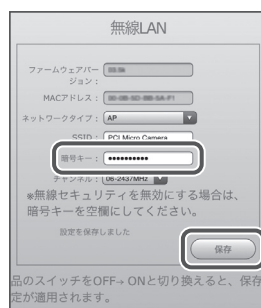 無線LAN
ファームウェアバー
ジョン：
MACアドレス：
ネットワークタイプ： AP
SSID： PCI Micro Camera
暗号キー： ••••••••••
チャンネル： 06-2437MHz
※無線セキュリティを無効にする場合は、
暗号キーを空欄にしてください。
設定を保存しました
保存
品のスイッチをOFF→ ONと切り換えると、保存
定が適用されます。